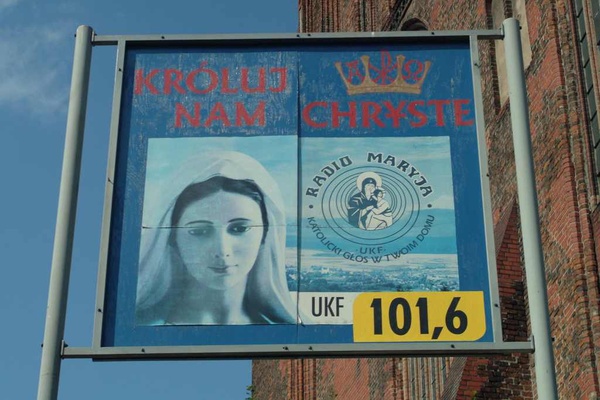 KRÓLUJ
NAM
CHRYSTE
RADIO MARYJA
UKF
KATOLICKI GŁOS W TWOIM DOMU
UKF 101,6